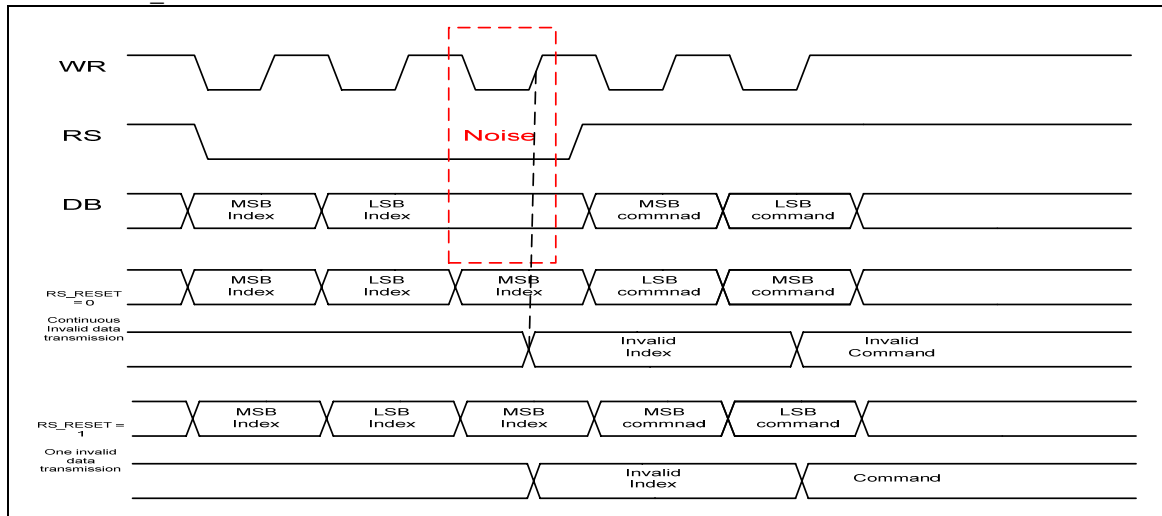 WR
RS
Noise
DB
MSB Index
LSB Index
MSB commnad
LSB command
RS_RESET = 0
MSB Index
LSB Index
MSB Index
LSB commnad
MSB command
Continuous Invalid data transmission
Invalid Index
Invalid Command
RS_RESET = 1
MSB Index
LSB Index
MSB Index
MSB commnad
LSB command
One invalid data transmission
Invalid Index
Command